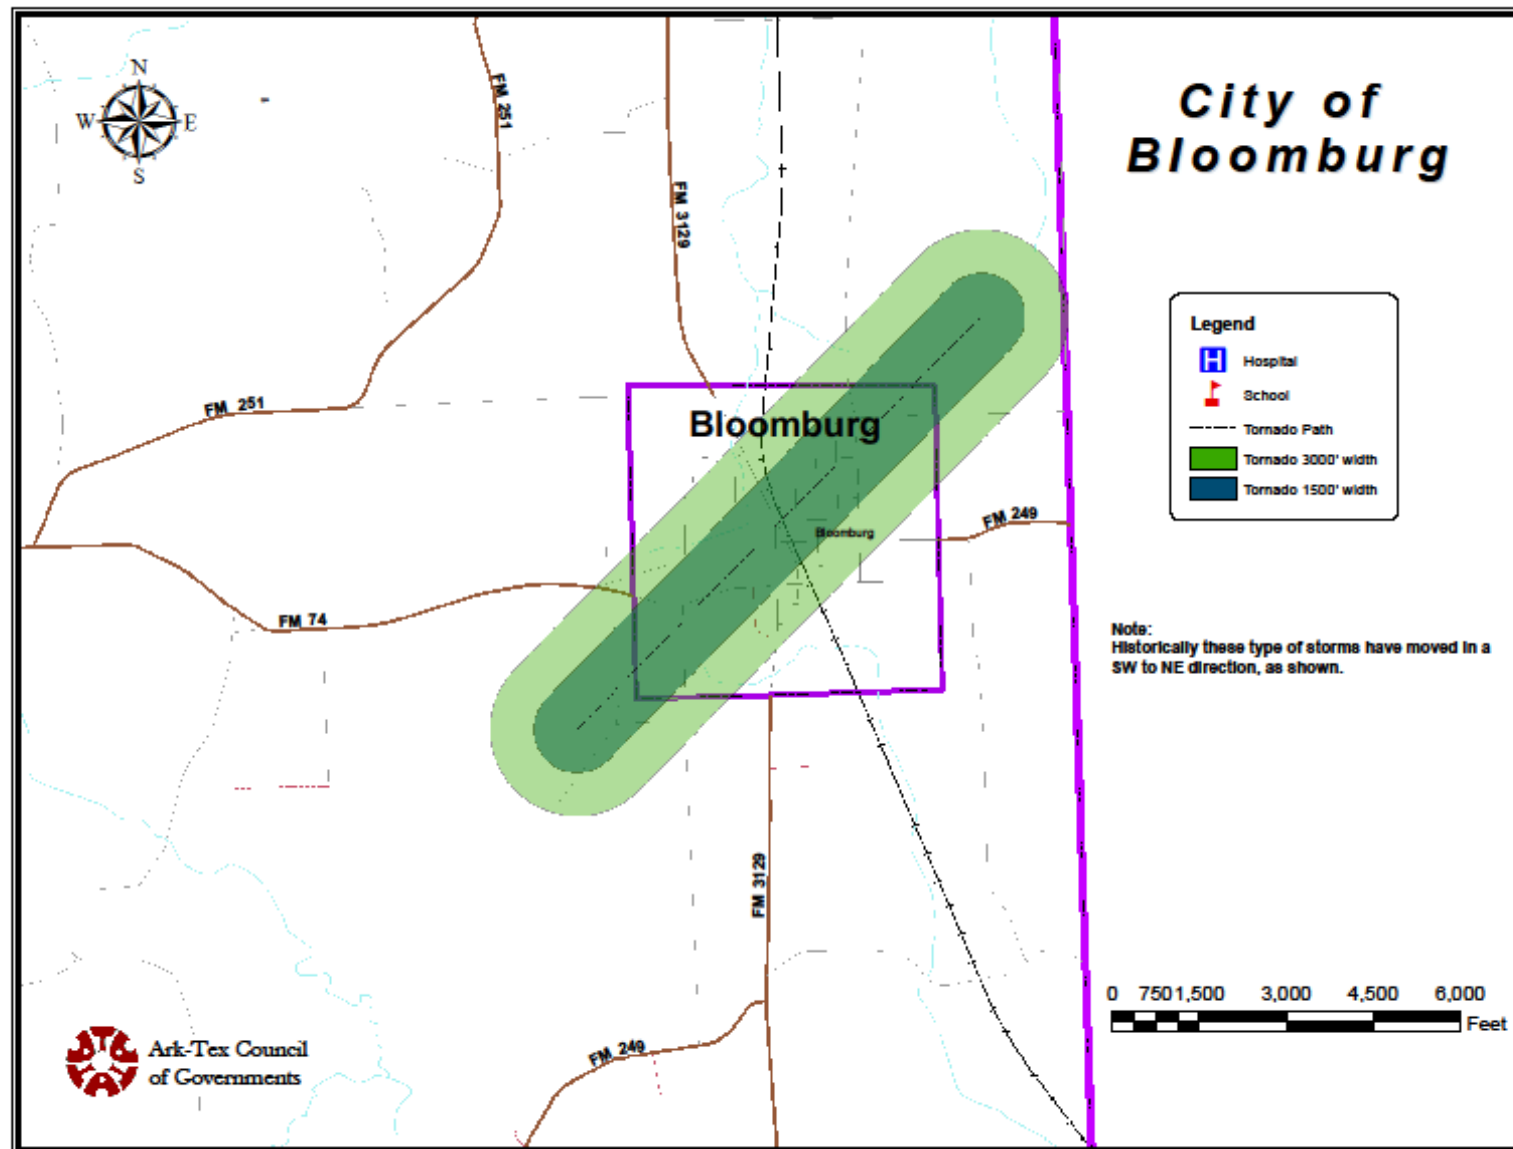 City of
Bloomburg
N
W
E
S
FM 251
FM 3129
Legend
H
Hospital
School
Tornado Path
Tornado 3000' width
Tornado 1500' width
FM 251
Bloomburg
FM 249
Bloomburg
FM 74
Note:
Historically these type of storms have moved in a
SW to NE direction, as shown.
FM 3129
0 750 1,500 3,000 4,500 6,000
Feet
FM 249
Ark-Tex Council
of Governments